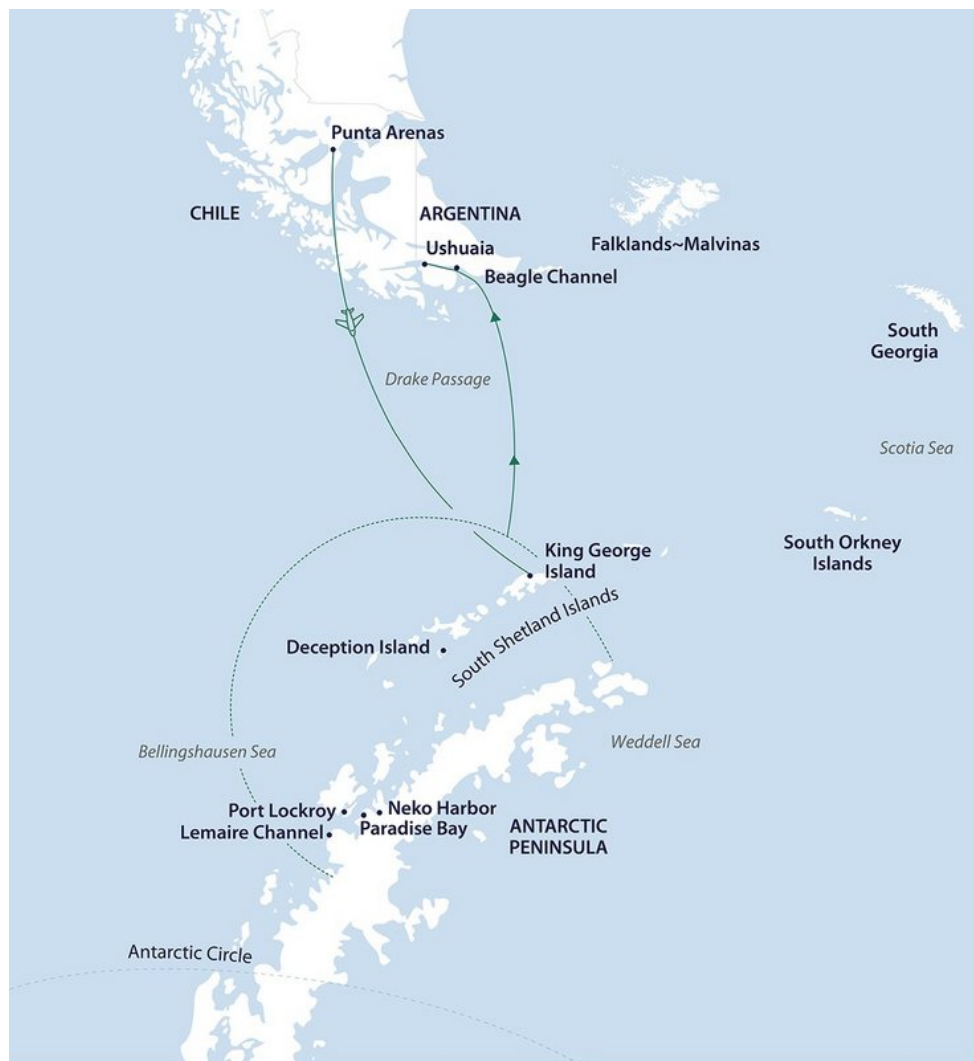 Punta Arenas
CHILE
ARGENTINA
Ushuaia
Beagle Channel
Falklands~Malvinas
South
Georgia
Drake Passage
Scotia Sea
King George
Island
South Orkney
Islands
South Shetland Islands
Deception Island
Bellingshausen Sea
Weddell Sea
Port Lockroy
Neko Harbor
Lemaire Channel
Paradise Bay
ANTARCTIC
PENINSULA
Antarctic Circle